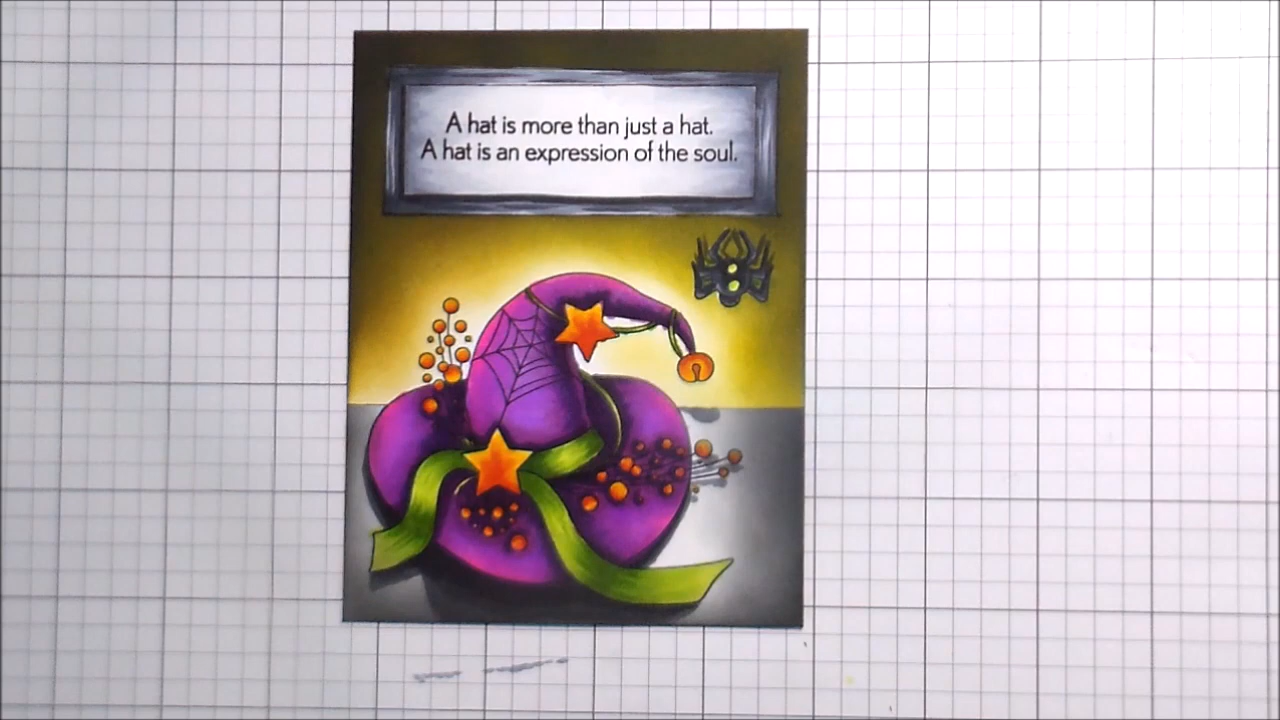 A hat is more than just a hat.
A hat is an expression of the soul.